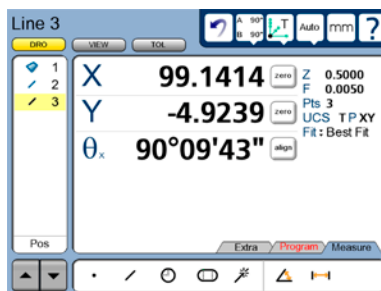 Line 3
A 90°
B 90°
T
Auto
mm
?
DRO
VIEW
TOL
1
2
3
Pos
X 99.1414 zero
Y -4.9239 zero
θx 90°09'43" align
Z 0.5000
F 0.0050
Pts 3
UCS T P XY
Fit: Best Fit
Extra
Program
Measure